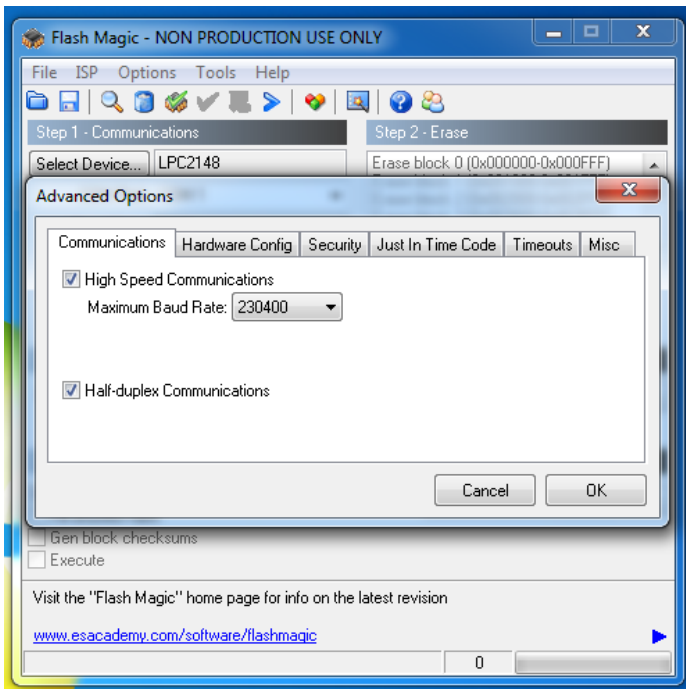 Flash Magic - NON PRODUCTION USE ONLY
File ISP Options Tools Help
Step 1 - Communications
Step 2 - Erase
Select Device...
LPC2148
Erase block 0 (0x000000-0x000FFF)
Advanced Options
Communications Hardware Config Security Just In Time Code Timeouts Misc
High Speed Communications
Maximum Baud Rate: 230400
Half-duplex Communications
Cancel OK
Gen block checksums
Execute
Visit the "Flash Magic" home page for info on the latest revision
www.esacademy.com/software/flashmagic
0